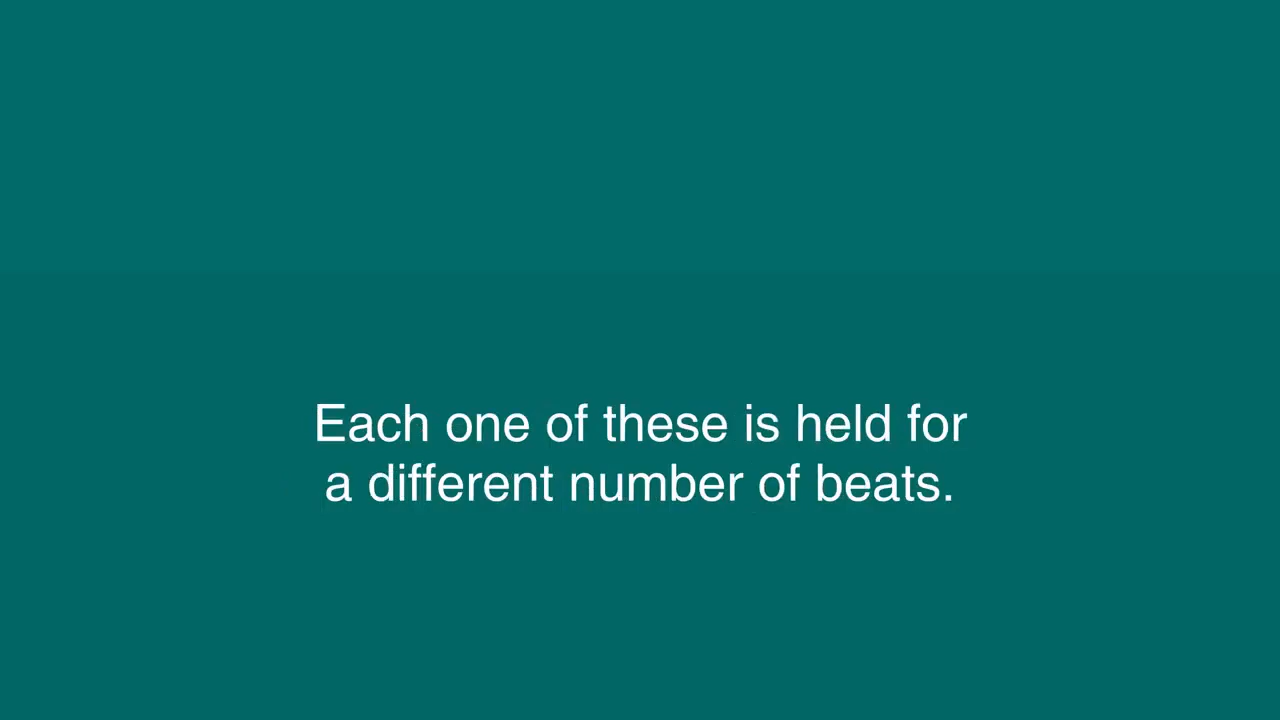 Each one of these is held for
a different number of beats.